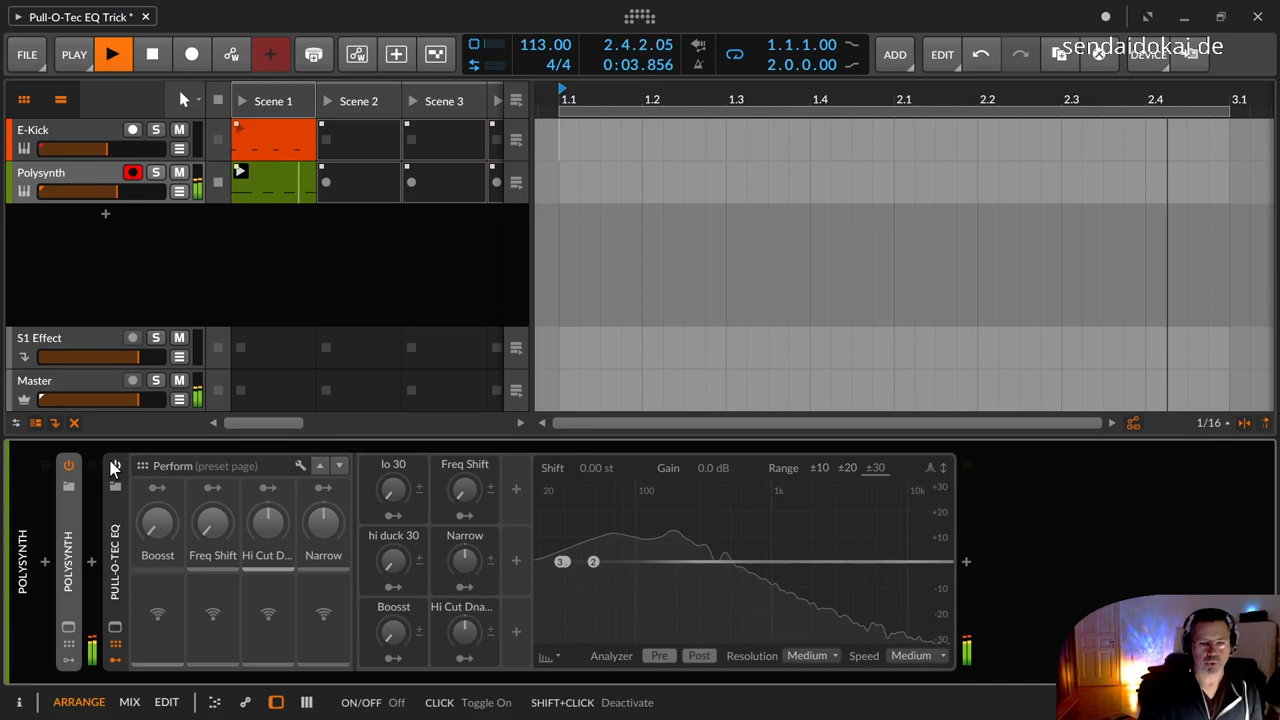 Pull-O-Tec EQ Trick *
FILE
PLAY
113.00
4/4
2.4.2.05
0:03.856
1.1.1.00
2.0.0.00
ADD
EDIT
DEVICE
sendaidokai.de
Scene 1
Scene 2
Scene 3
1.1
1.2
1.3
1.4
2.1
2.2
2.3
2.4
3.1
E-Kick
S
M
Polysynth
S
M
S1 Effect
S
M
Master
S
M
1/16
POLYSYNTH
POLYSYNTH
PULL-O-TEC EQ
Perform (preset page)
Boosst
Freq Shift
Hi Cut D...
Narrow
lo 30
Freq Shift
hi duck 30
Narrow
Boosst
Hi Cut Dna...
Shift 0.00 st
Gain 0.0 dB
Range ±10 ±20 ±30
20
100
1k
10k
+30
+20
+10
-10
-20
-30
3
2
Analyzer Pre Post
Resolution Medium
Speed Medium
i
ARRANGE
MIX
EDIT
ON/OFF Off
CLICK Toggle On
SHIFT+CLICK Deactivate